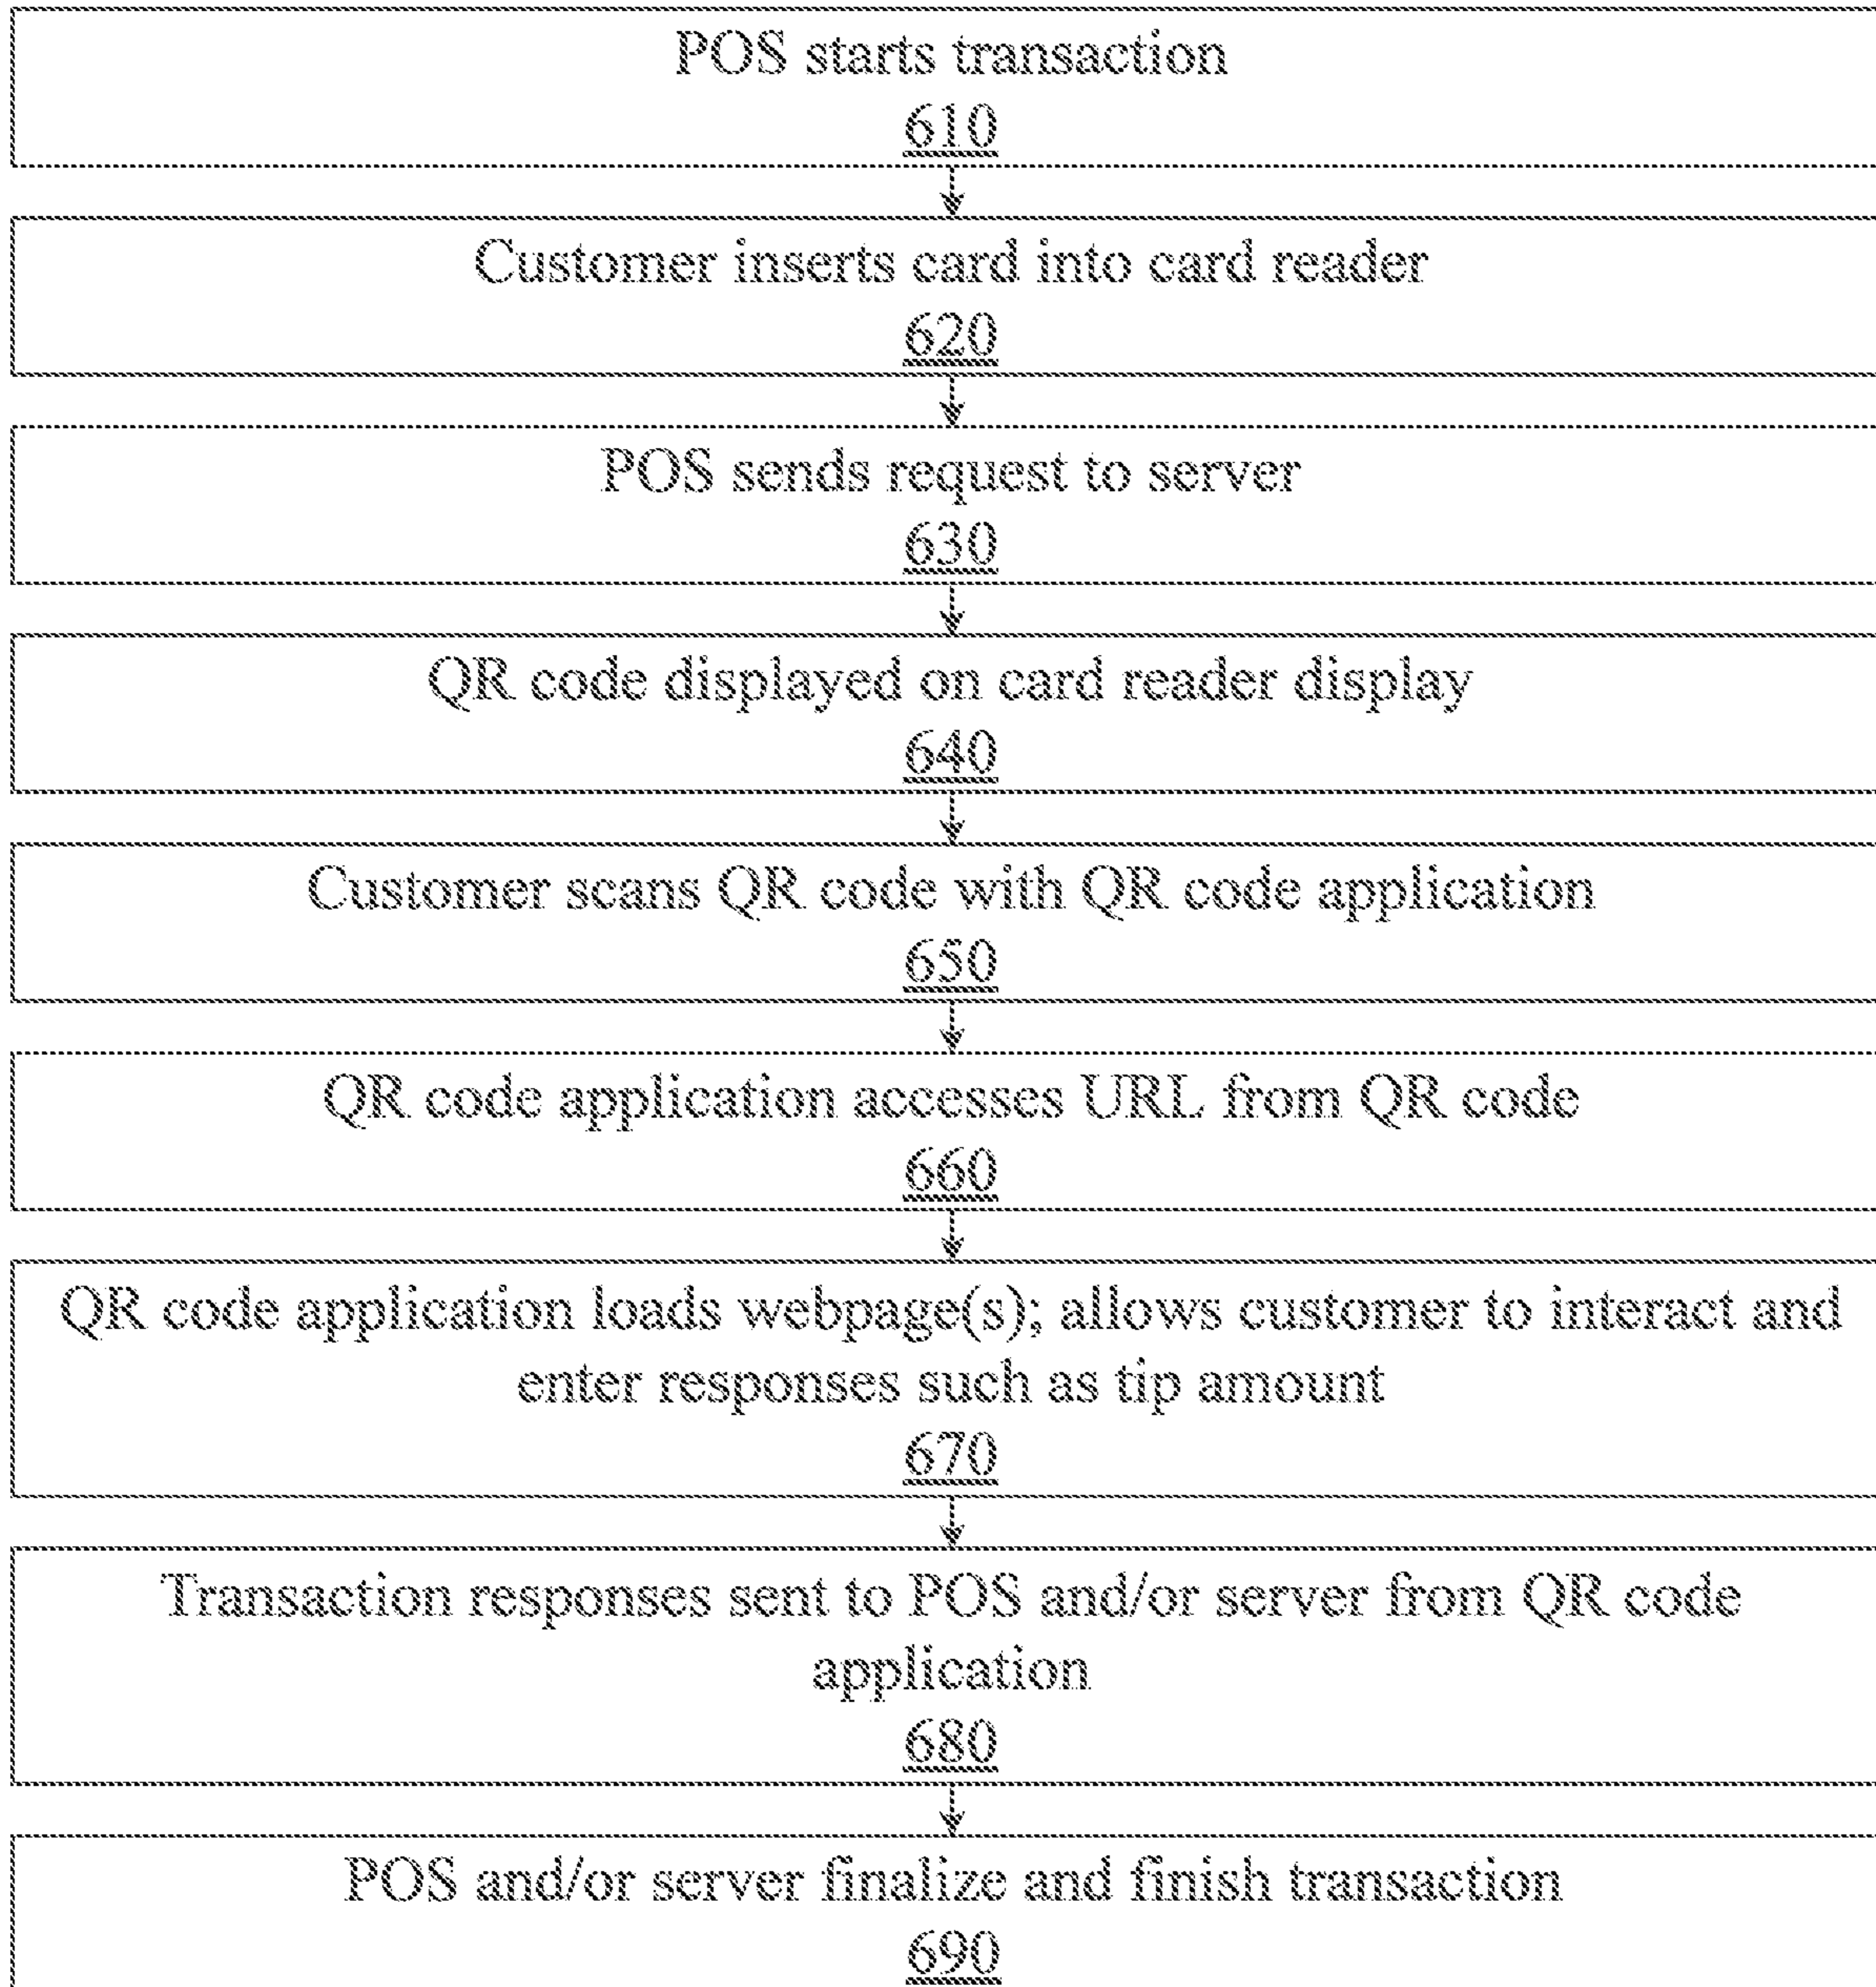 POS starts transaction
610
Customer inserts card into card reader
620
POS sends request to server
630
QR code displayed on card reader display
640
Customer scans QR code with QR code application
650
QR code application accesses URL from QR code
660
QR code application loads webpage(s); allows customer to interact and
enter responses such as tip amount
670
Transaction responses sent to POS and/or server from QR code
application
680
POS and/or server finalize and finish transaction
690